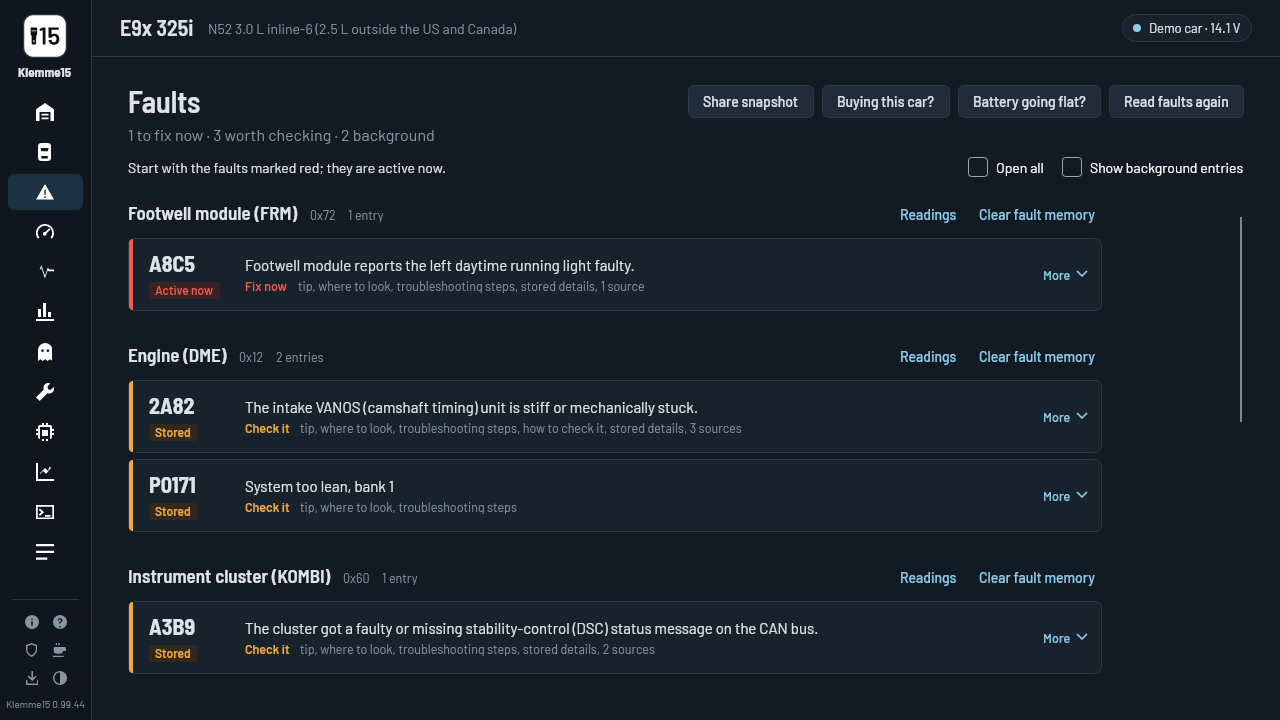 15
Klemme15
E9x 325i
N52 3.0 L inline-6 (2.5 L outside the US and Canada)
Demo car · 14.1 V
Faults
Share snapshot
Buying this car?
Battery going flat?
Read faults again
1 to fix now · 3 worth checking · 2 background
Start with the faults marked red; they are active now.
Open all
Show background entries
Footwell module (FRM) 0x72 1 entry
Readings
Clear fault memory
A8C5
Footwell module reports the left daytime running light faulty.
Active now
Fix now tip, where to look, troubleshooting steps, stored details, 1 source
More
Engine (DME) 0x12 2 entries
Readings
Clear fault memory
2A82
The intake VANOS (camshaft timing) unit is stiff or mechanically stuck.
Stored
Check it tip, where to look, troubleshooting steps, how to check it, stored details, 3 sources
More
P0171
System too lean, bank 1
Stored
Check it tip, where to look, troubleshooting steps
More
Instrument cluster (KOMBI) 0x60 1 entry
Readings
Clear fault memory
A3B9
The cluster got a faulty or missing stability-control (DSC) status message on the CAN bus.
Stored
Check it tip, where to look, troubleshooting steps, stored details, 2 sources
More
Klemme15 0.99.44